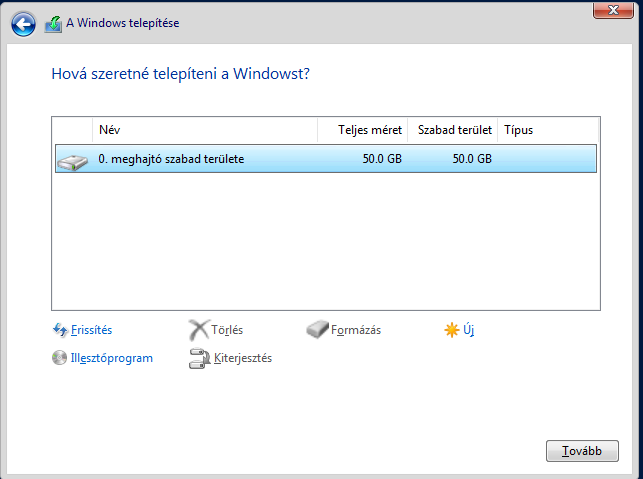 A Windows telepítése
Hová szeretné telepíteni a Windowst?
Név Teljes méret Szabad terület Típus
0. meghajtó szabad területe 50.0 GB 50.0 GB
Frissítés Törlés Formázás Új
Illesztőprogram Kiterjesztés
Tovább